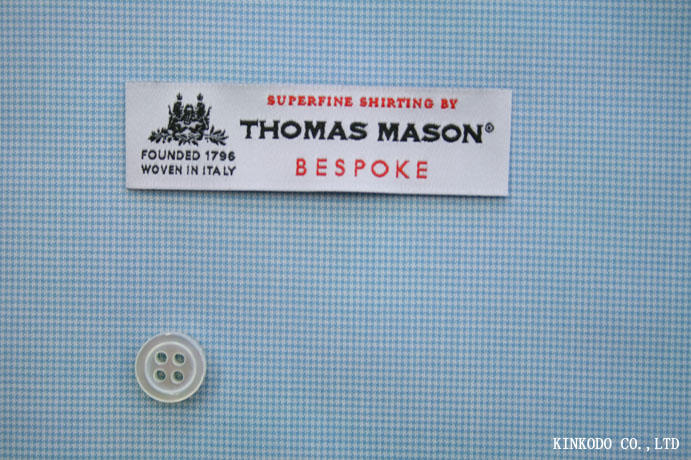 SUPERFINE SHIRTING BY
THOMAS MASON®
BESPOKE
FOUNDED 1796
WOVEN IN ITALY
KINKODO CO.,LTD